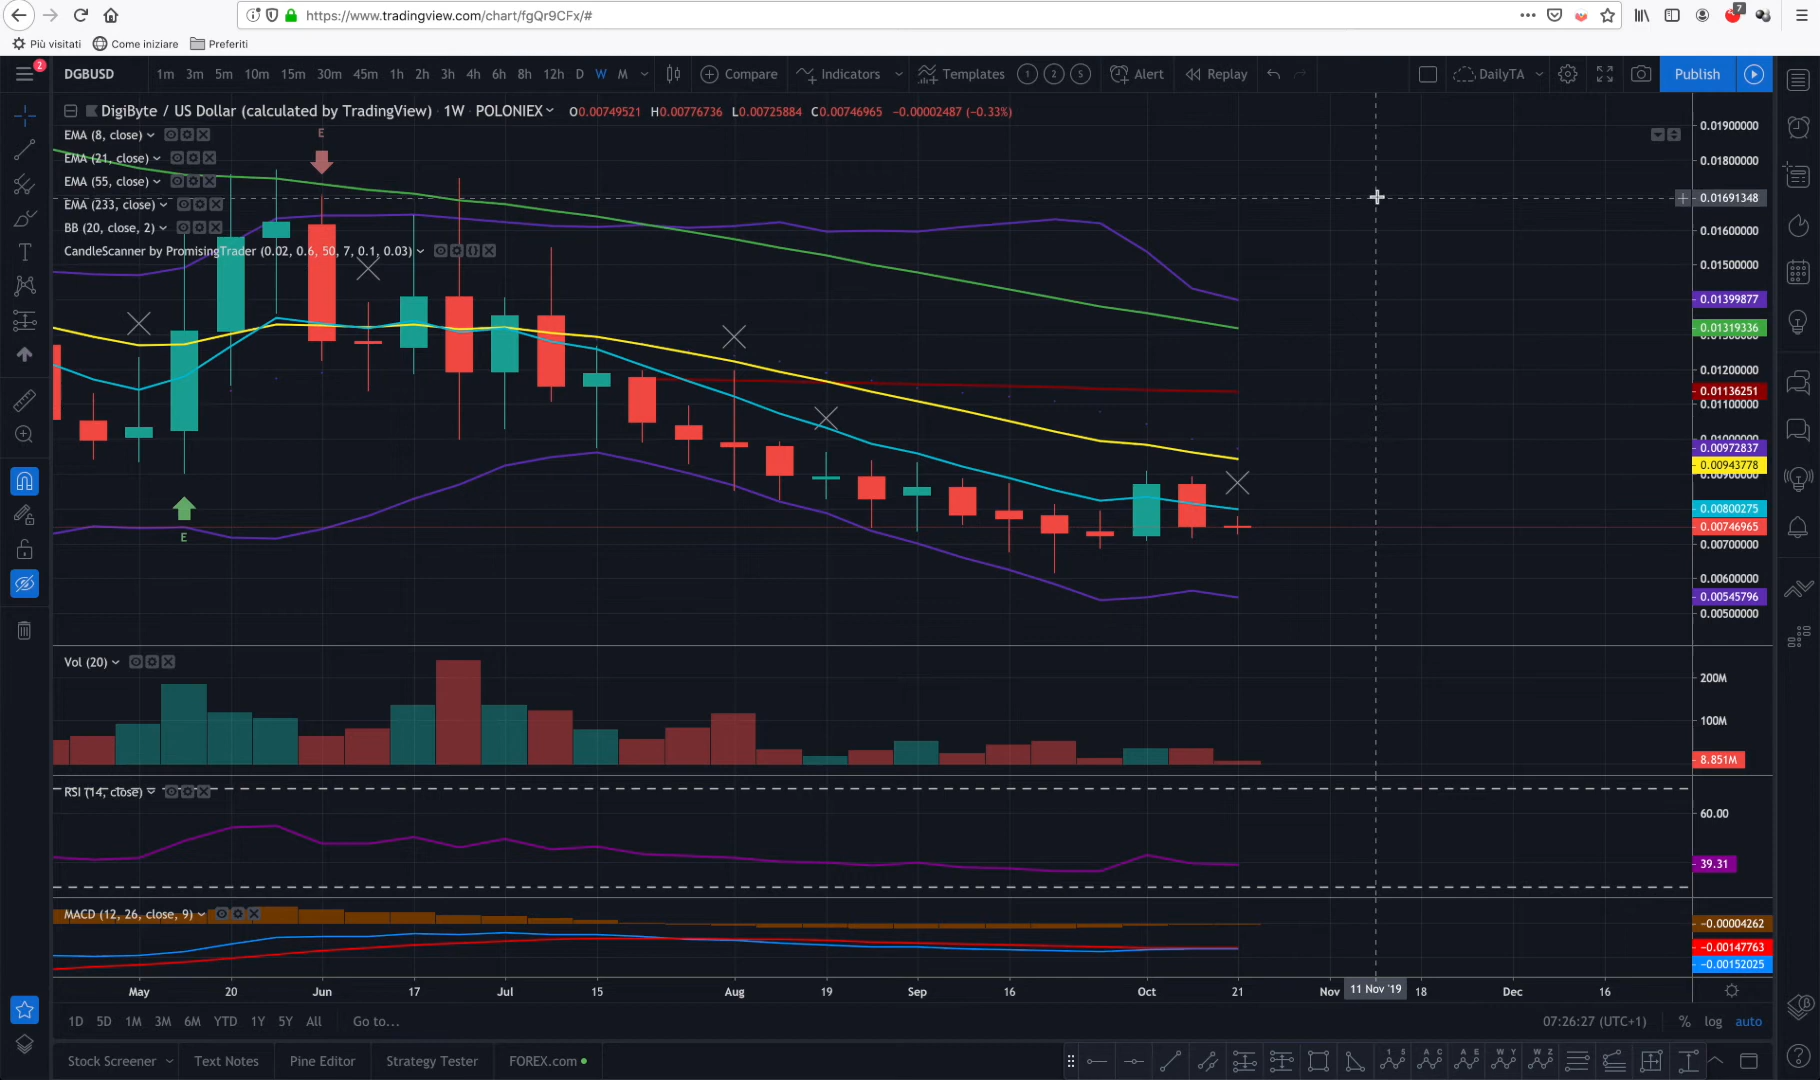 https://www.tradingview.com/chart/fgQr9CFx/#
7
Più visitati Come iniziare Preferiti
2
DGBUSD 1m 3m 5m 10m 15m 30m 45m 1h 2h 3h 4h 6h 8h 12h D W M Compare Indicators Templates 1 2 S Alert Replay DailyTA Publish
DigiByte / US Dollar (calculated by TradingView) 1W POLONIEX O0.00749521 H0.00776736 L0.00725884 C0.00746965 −0.00002487 (−0.33%)
EMA (8, close)
EMA (21, close)
EMA (55, close)
EMA (233, close)
BB (20, close, 2)
CandleScanner by PromisingTrader (0.02, 0.6, 50, 7, 0.1, 0.03)
E
E
0.01900000
0.01800000
0.01691348
0.01600000
0.01500000
0.01399877
0.01319336
0.01200000
0.01136251
0.01100000
0.00972837
0.00943778
0.00800275
0.00746965
0.00700000
0.00600000
0.00545796
0.00500000
Vol (20)
200M
100M
8.851M
RSI (14, close)
60.00
39.31
MACD (12, 26, close, 9)
−0.00004262
−0.00147763
−0.00152025
May 20 Jun 17 Jul 15 Aug 19 Sep 16 Oct 21 Nov 11 Nov '19 18 Dec 16
1D 5D 1M 3M 6M YTD 1Y 5Y All Go to... 07:26:27 (UTC+1) % log auto
Stock Screener Text Notes Pine Editor Strategy Tester FOREX.com